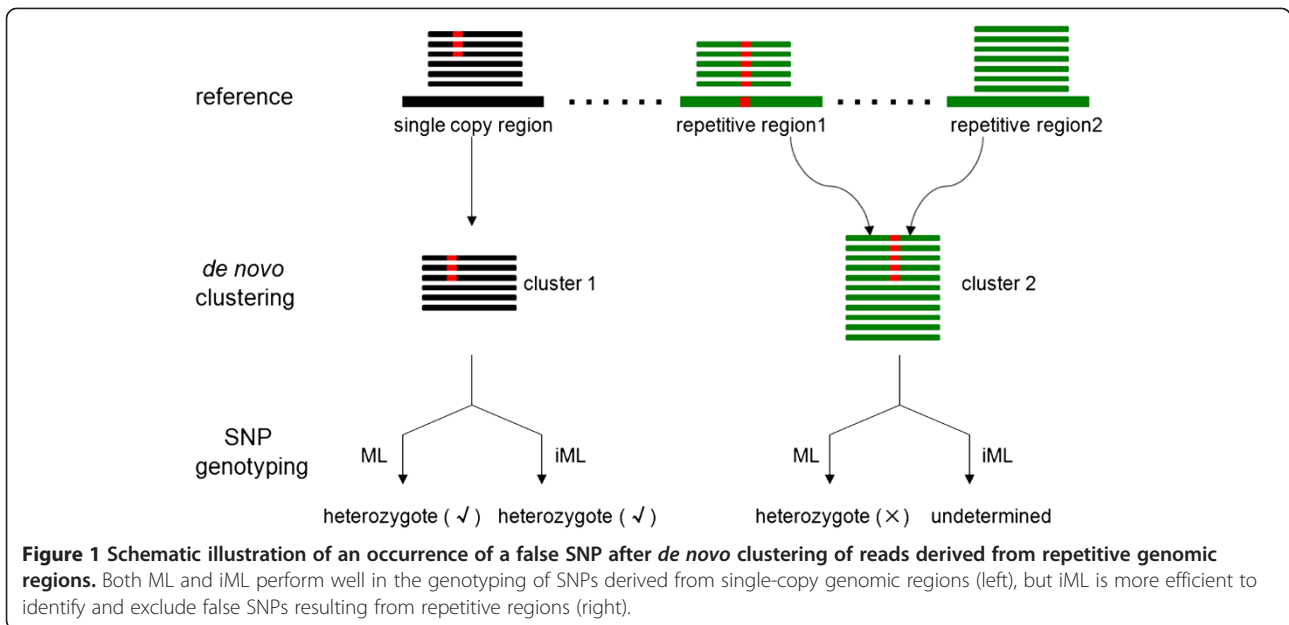 reference
single copy region
repetitive region1
repetitive region2
de novo
clustering
cluster 1
cluster 2
SNP
genotyping
ML
iML
ML
iML
heterozygote ( √ )
heterozygote ( √ )
heterozygote ( × )
undetermined
Figure 1 Schematic illustration of an occurrence of a false SNP after de novo clustering of reads derived from repetitive genomic
regions. Both ML and iML perform well in the genotyping of SNPs derived from single-copy genomic regions (left), but iML is more efficient to
identify and exclude false SNPs resulting from repetitive regions (right).